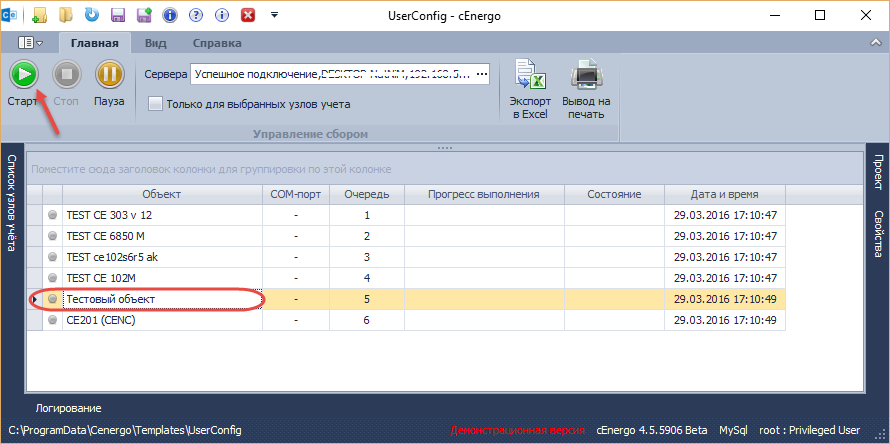 UserConfig - cEnergo
Главная Вид Справка
Старт Стоп Пауза
Сервера Успешное подключение,
Только для выбранных узлов учета
Экспорт в Excel
Вывод на печать
Управление сбором
Список узлов учёта
Поместите сюда заголовок колонки для группировки по этой колонке
Объект COM-порт Очередь Прогресс выполнения Состояние Дата и время
TEST CE 303 v 12 - 1 29.03.2016 17:10:47
TEST CE 6850 M - 2 29.03.2016 17:10:47
TEST ce102s6r5 ak - 3 29.03.2016 17:10:47
TEST CE 102M - 4 29.03.2016 17:10:47
Тестовый объект - 5 29.03.2016 17:10:49
CE201 (CENC) - 6 29.03.2016 17:10:49
Проект
Свойства
Логирование
C:\ProgramData\Cenergo\Templates\UserConfig Демонстрационная версия cEnergo 4.5.5906 Beta MySql root : Privileged User